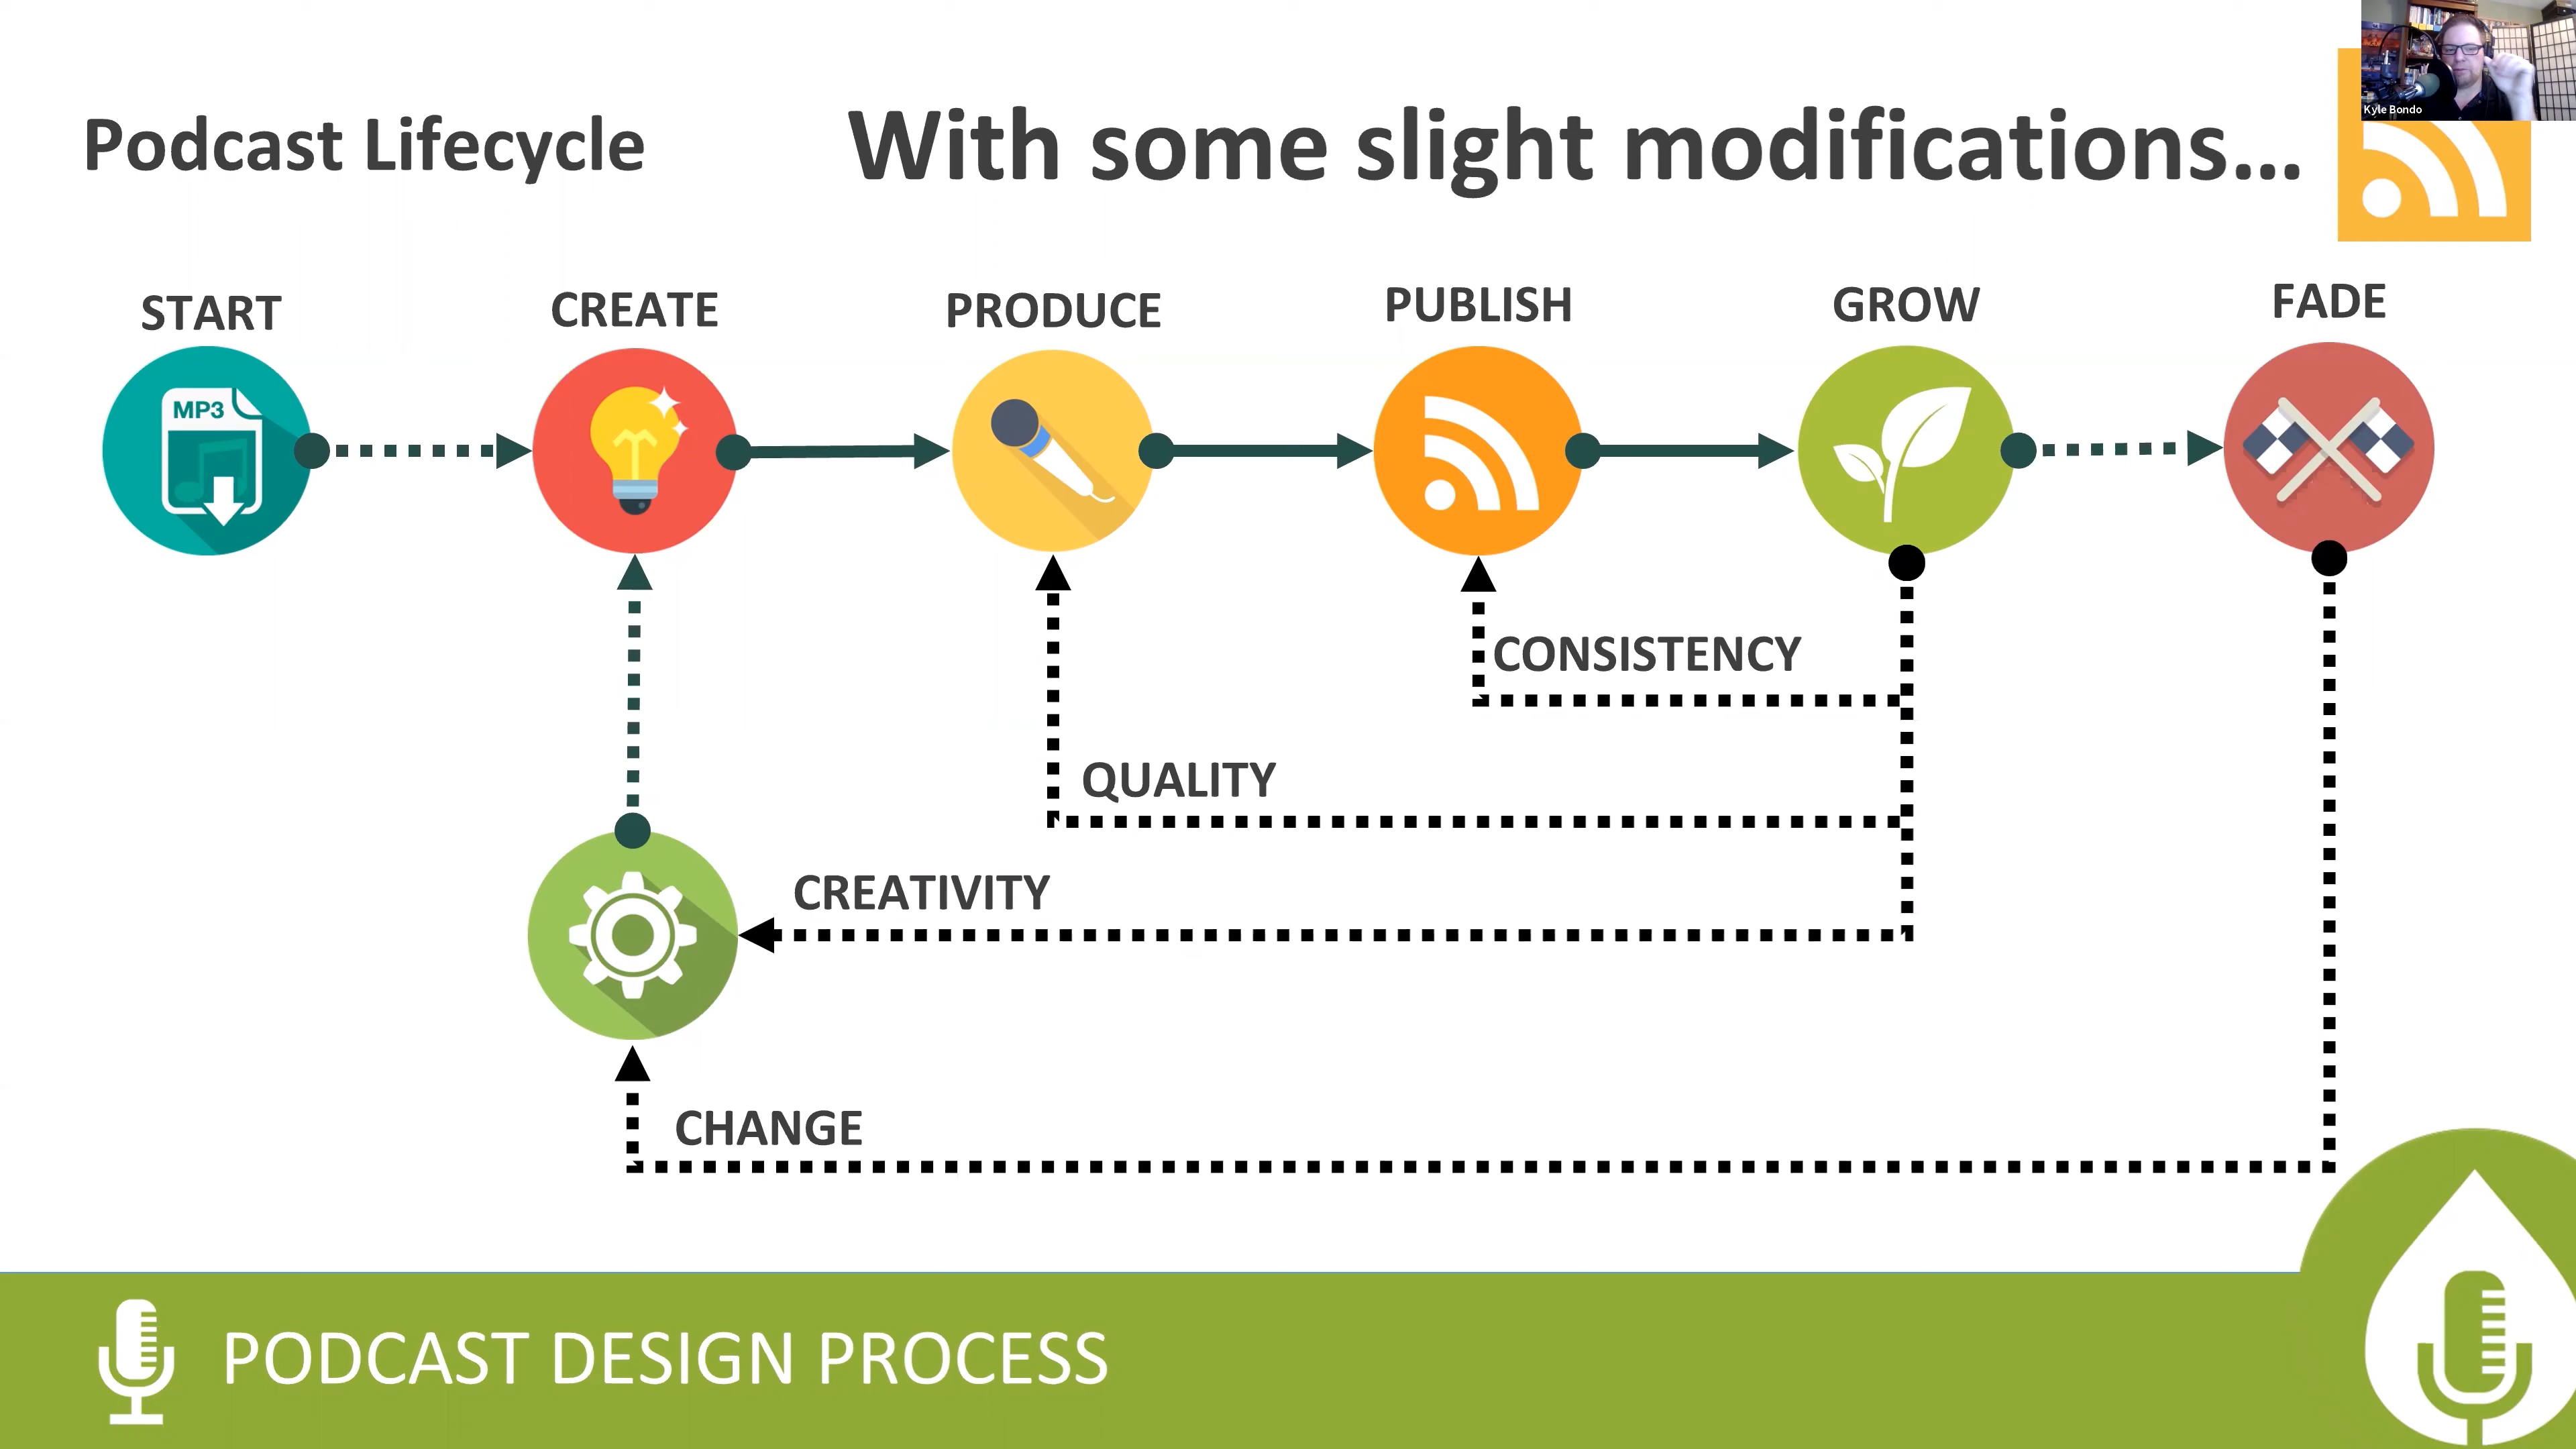 Kyle Bondo
Podcast Lifecycle
With some slight modifications...
START
CREATE
PRODUCE
PUBLISH
GROW
FADE
MP3
CONSISTENCY
QUALITY
CREATIVITY
CHANGE
PODCAST DESIGN PROCESS